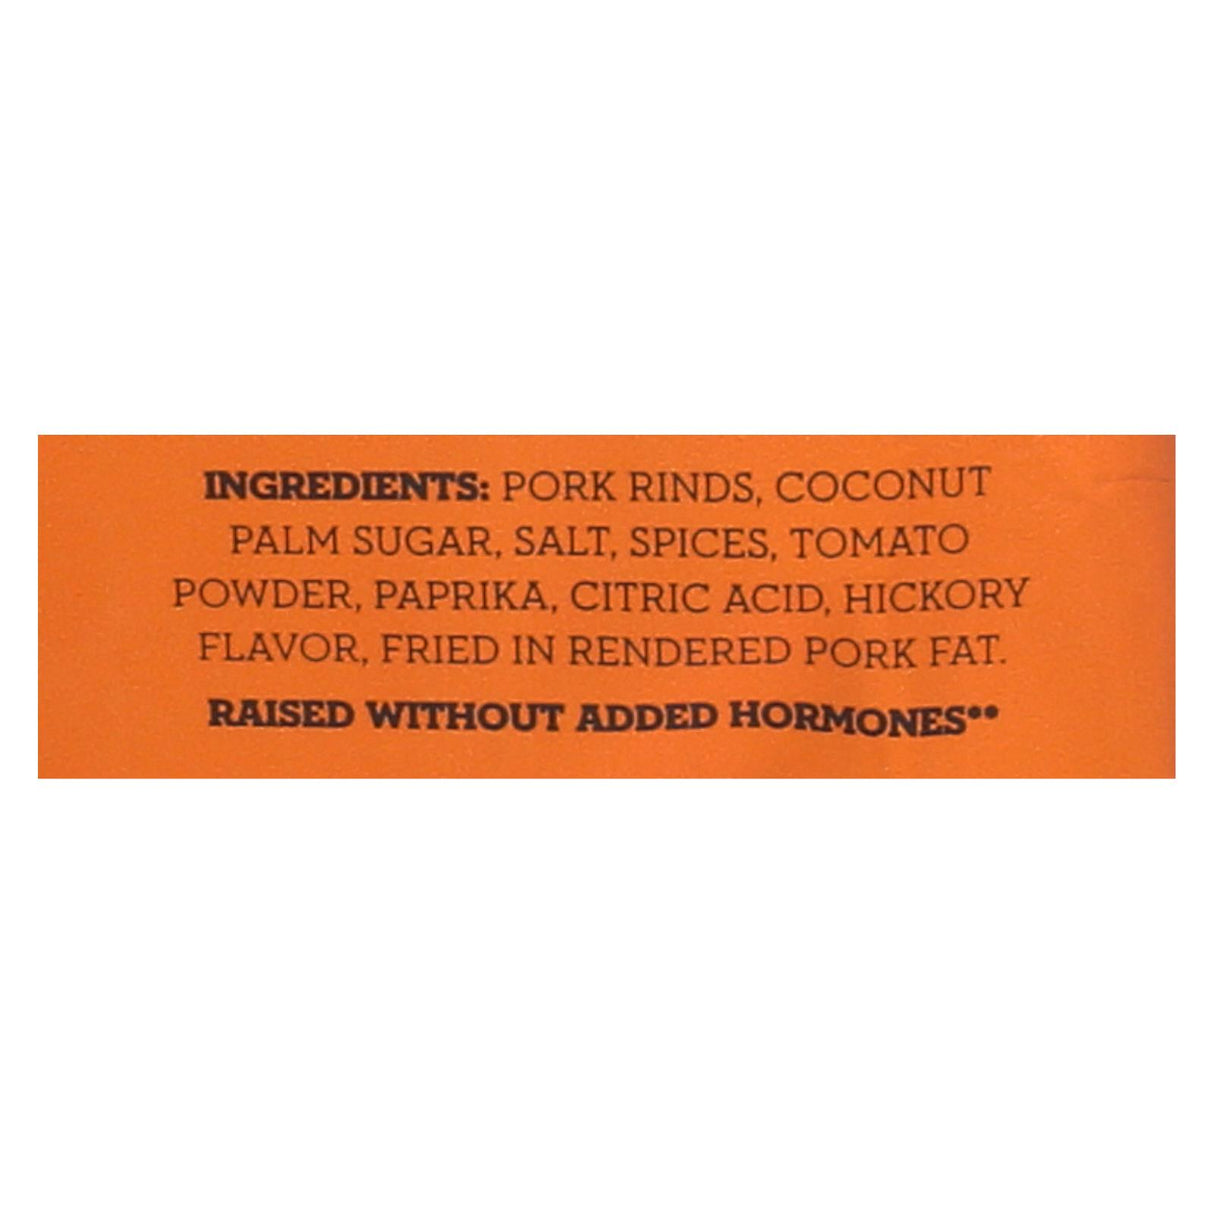 INGREDIENTS: PORK RINDS, COCONUT
PALM SUGAR, SALT, SPICES, TOMATO
POWDER, PAPRIKA, CITRIC ACID, HICKORY
FLAVOR, FRIED IN RENDERED PORK FAT.
RAISED WITHOUT ADDED HORMONES**